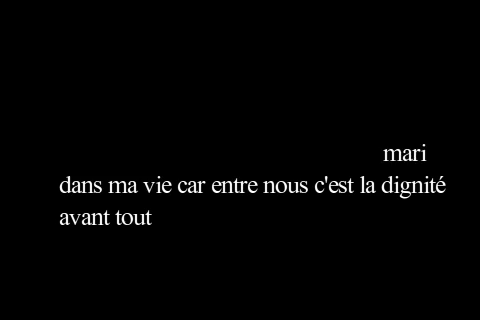 mari
dans ma vie car entre nous c'est la dignité
avant tout